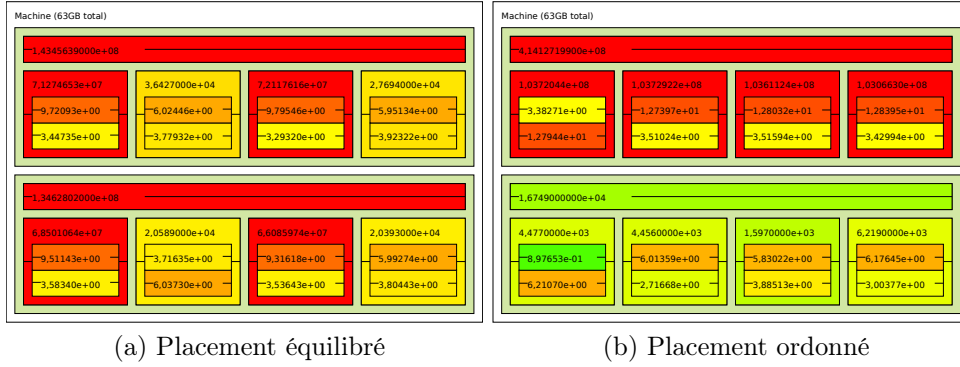 Machine (63GB total)
1,4345639000e+08
7,1274653e+07 3,6427000e+04 7,2117616e+07 2,7694000e+04
9,72093e+00 6,02446e+00 9,79546e+00 5,95134e+00
3,44735e+00 3,77932e+00 3,29320e+00 3,92322e+00
1,3462802000e+08
6,8501064e+07 2,0589000e+04 6,6085974e+07 2,0393000e+04
9,51143e+00 3,71635e+00 9,31618e+00 5,99274e+00
3,58340e+00 6,03730e+00 3,53643e+00 3,80443e+00
(a) Placement équilibré
Machine (63GB total)
4,1412719900e+08
1,0372044e+08 1,0372922e+08 1,0361124e+08 1,0306630e+08
3,38271e+00 1,27397e+01 1,28032e+01 1,28395e+01
1,27944e+01 3,51024e+00 3,51594e+00 3,42994e+00
1,6749000000e+04
4,4770000e+03 4,4560000e+03 1,5970000e+03 6,2190000e+03
8,97653e-01 6,01359e+00 5,83022e+00 6,17645e+00
6,21070e+00 2,71668e+00 3,88513e+00 3,00377e+00
(b) Placement ordonné